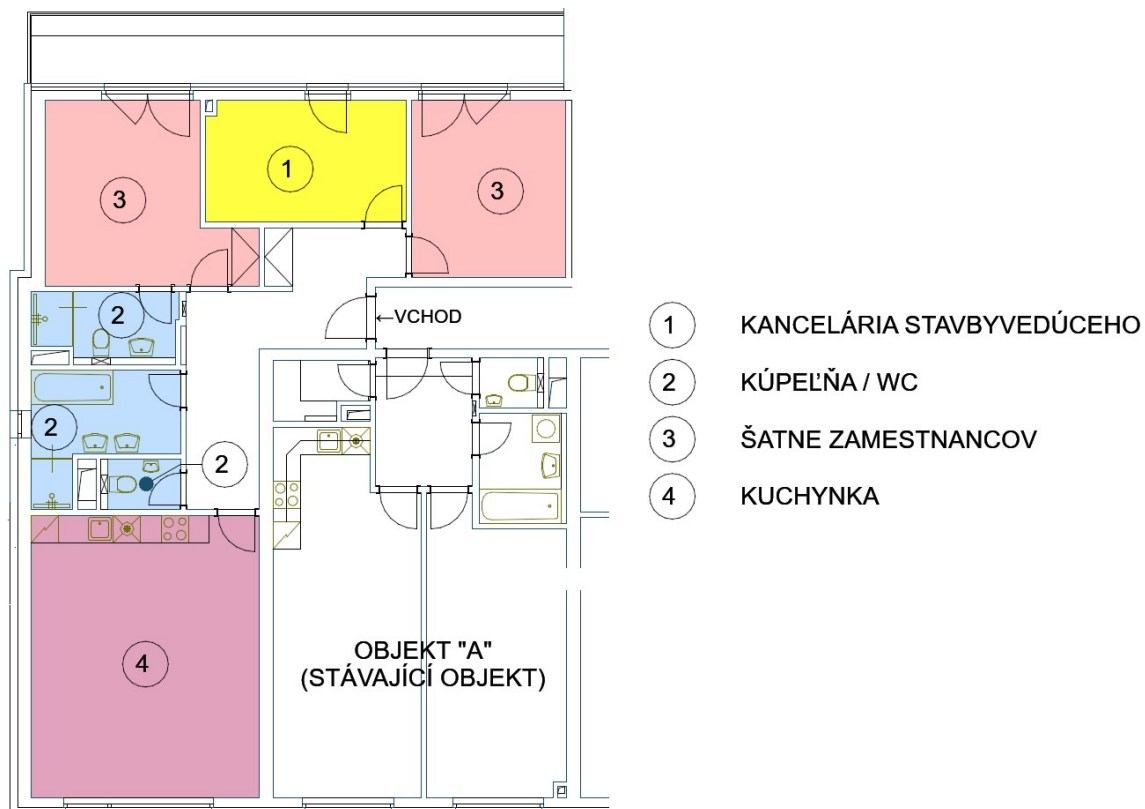 1
3
3
2
←VCHOD
2
2
4
OBJEKT "A"
(STÁVAJÍCÍ OBJEKT)
1 KANCELÁRIA STAVBYVEDÚCEHO
2 KÚPEĽŇA / WC
3 ŠATNE ZAMESTNANCOV
4 KUCHYNKA